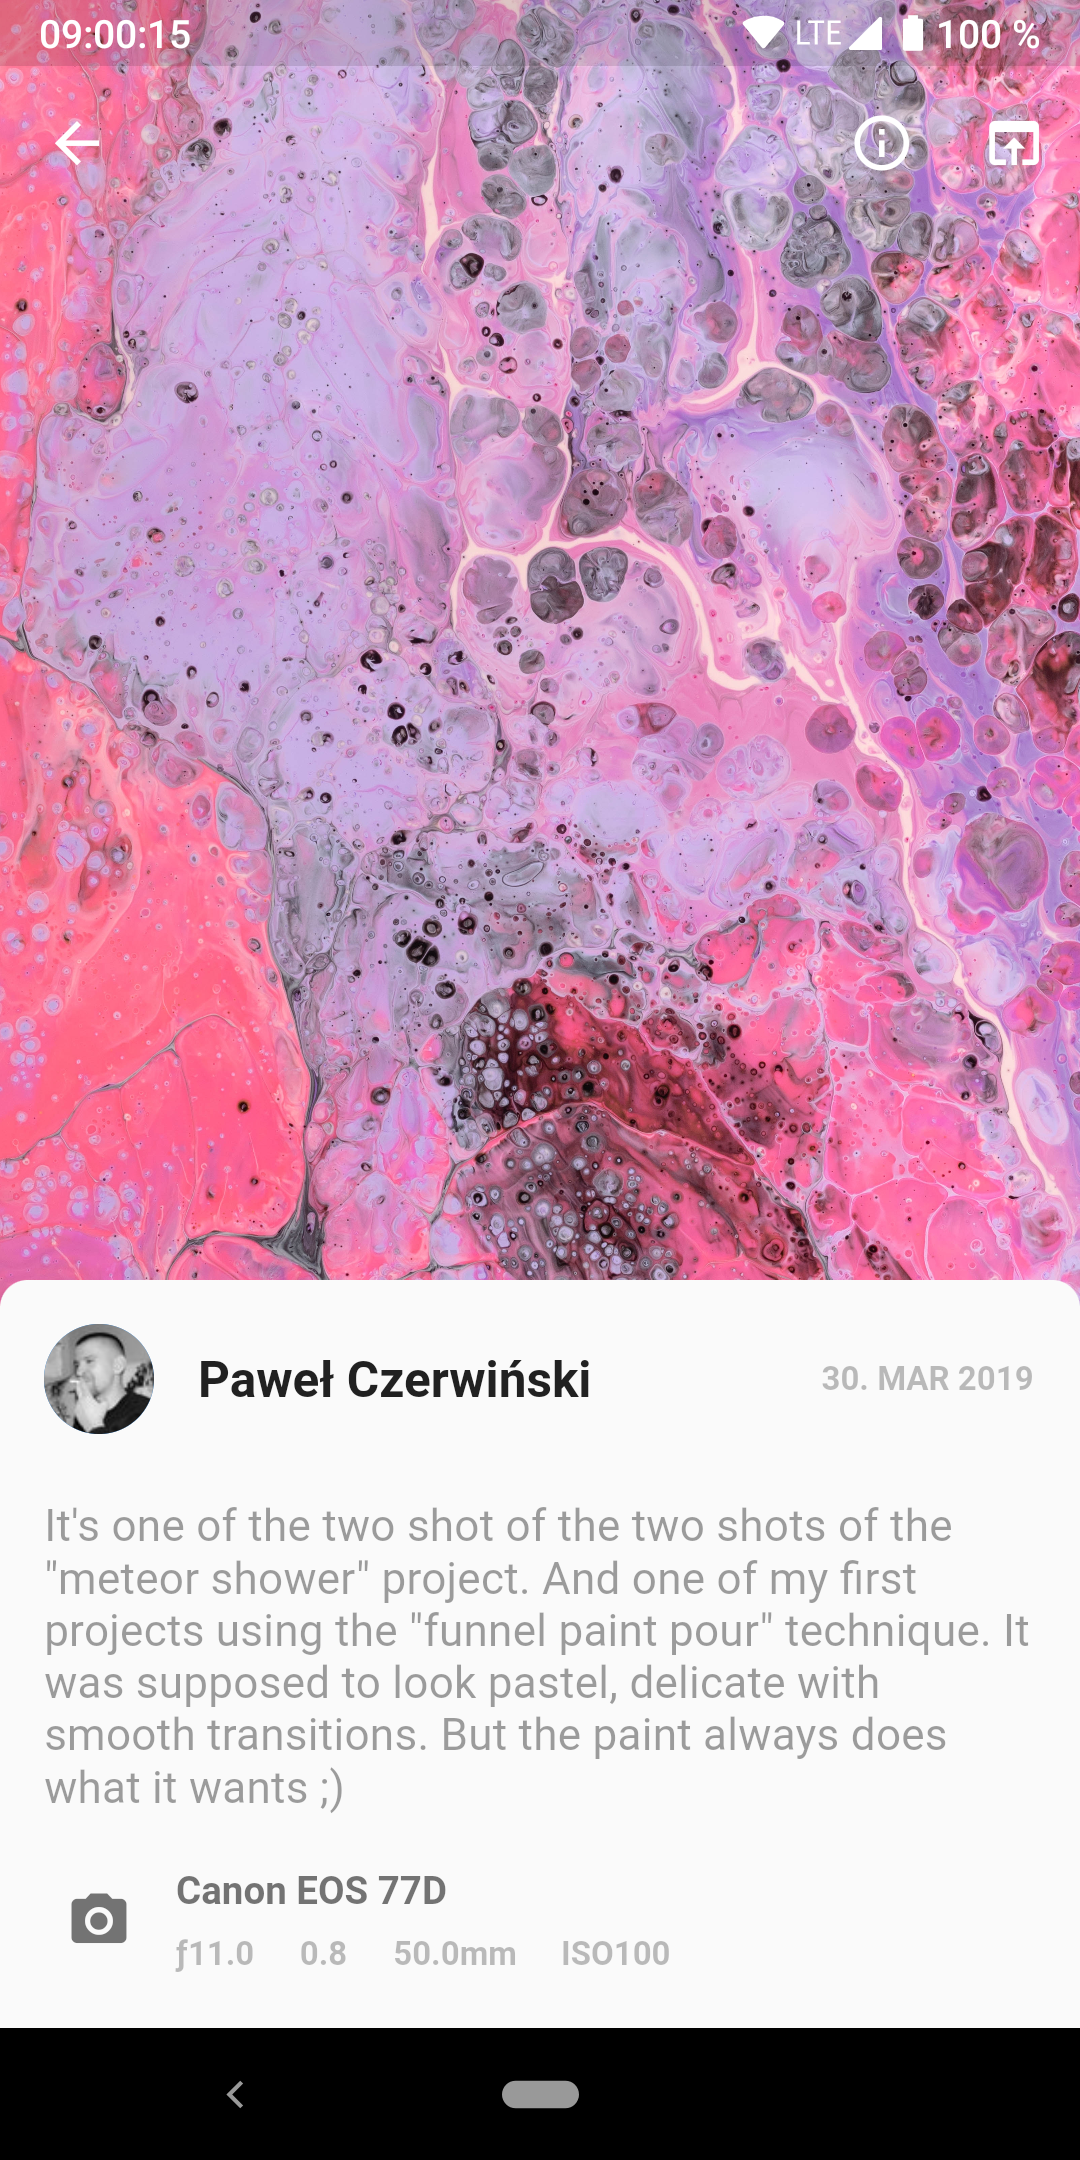 09:00:15 LTE 100 %
Paweł Czerwiński 30. MAR 2019
It's one of the two shot of the two shots of the
"meteor shower" project. And one of my first
projects using the "funnel paint pour" technique. It
was supposed to look pastel, delicate with
smooth transitions. But the paint always does
what it wants ;)
Canon EOS 77D
ƒ11.0 0.8 50.0mm ISO100